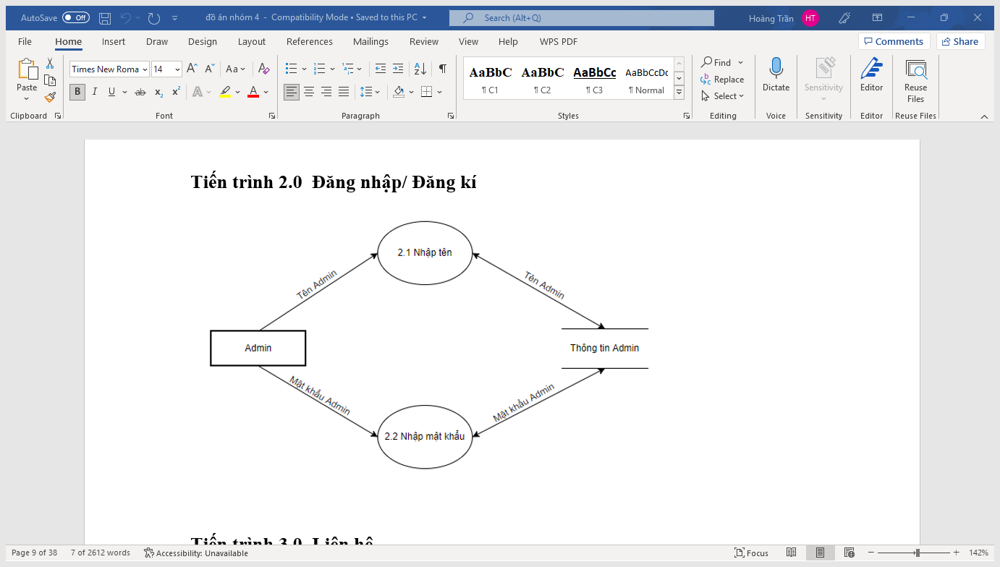 AutoSave Off đồ án nhóm 4 - Compatibility Mode • Saved to this PC Search (Alt+Q) Hoàng Trần HT
File Home Insert Draw Design Layout References Mailings Review View Help WPS PDF Comments Share
Paste
Times New Roma 14
Aa
B I U ab x₂ x² A A
AaBbC AaBbC AaBbCc AaBbCcDc
¶ C1 ¶ C2 ¶ C3 ¶ Normal
Find
Replace
Select
Dictate
Sensitivity
Editor
Reuse
Files
Clipboard Font Paragraph Styles Editing Voice Sensitivity Editor Reuse Files
Tiến trình 2.0 Đăng nhập/ Đăng kí
2.1 Nhập tên
Tên Admin
Tên Admin
Admin
Thông tin Admin
Mật khẩu Admin
Mật khẩu Admin
2.2 Nhập mật khẩu
Tiến trình 3.0 Liên hệ
Page 9 of 38 7 of 2612 words Accessibility: Unavailable Focus 142%